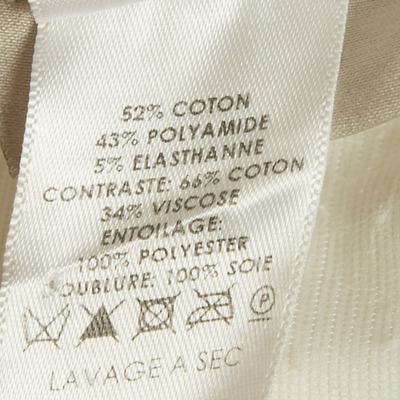 52% COTON
43% POLYAMIDE
5% ELASTHANNE
CONTRASTE: 66% COTON
34% VISCOSE
ENTOILAGE:
100% POLYESTER
DOUBLURE: 100% SOIE
P
LAVAGE A SEC